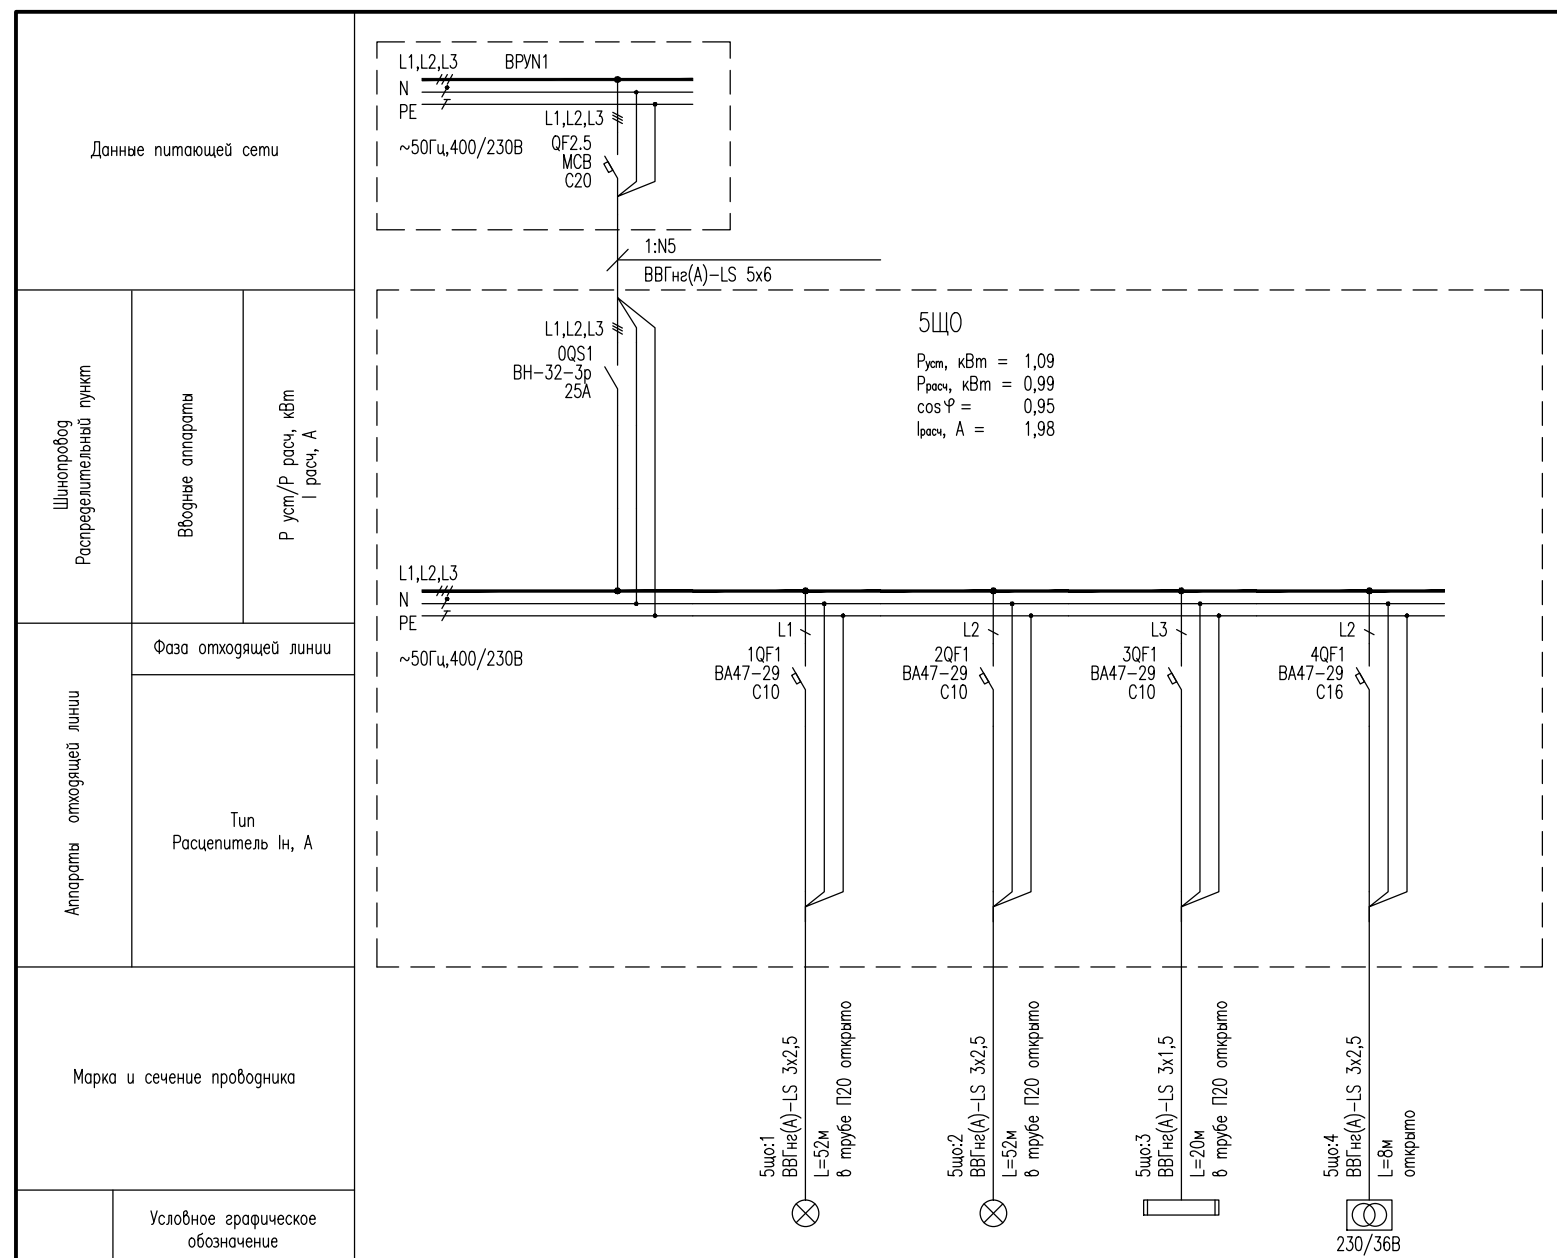 Данные питающей сети
L1,L2,L3
ВРУN1
N
PE
~50Гц,400/230В
L1,L2,L3
QF2.5
MCB
C20
1:N5
ВВГнг(А)-LS 5х6
Шинопровод
Распределительный пункт
Вводные аппараты
Р уст/Р расч, кВт
I расч, А
L1,L2,L3
0QS1
ВН-32-3р
25А
5ЩО
Руст, кВт = 1,09
Ррасч, кВт = 0,99
cosφ = 0,95
Iрасч, А = 1,98
L1,L2,L3
N
PE
~50Гц,400/230В
Аппараты отходящей линии
Фаза отходящей линии
Тип
Расцепитель Iн, А
L1
1QF1
ВА47-29
С10
L2
2QF1
ВА47-29
С10
L3
3QF1
ВА47-29
С10
L2
4QF1
ВА47-29
С16
Марка и сечение проводника
5що:1
ВВГнг(А)-LS 3х2,5
L=52м
в трубе П20 открыто
5що:2
ВВГнг(А)-LS 3х2,5
L=52м
в трубе П20 открыто
5що:3
ВВГнг(А)-LS 3х1,5
L=20м
в трубе П20 открыто
5що:4
ВВГнг(А)-LS 3х2,5
L=8м
открыто
Условное графическое
обозначение
230/36В